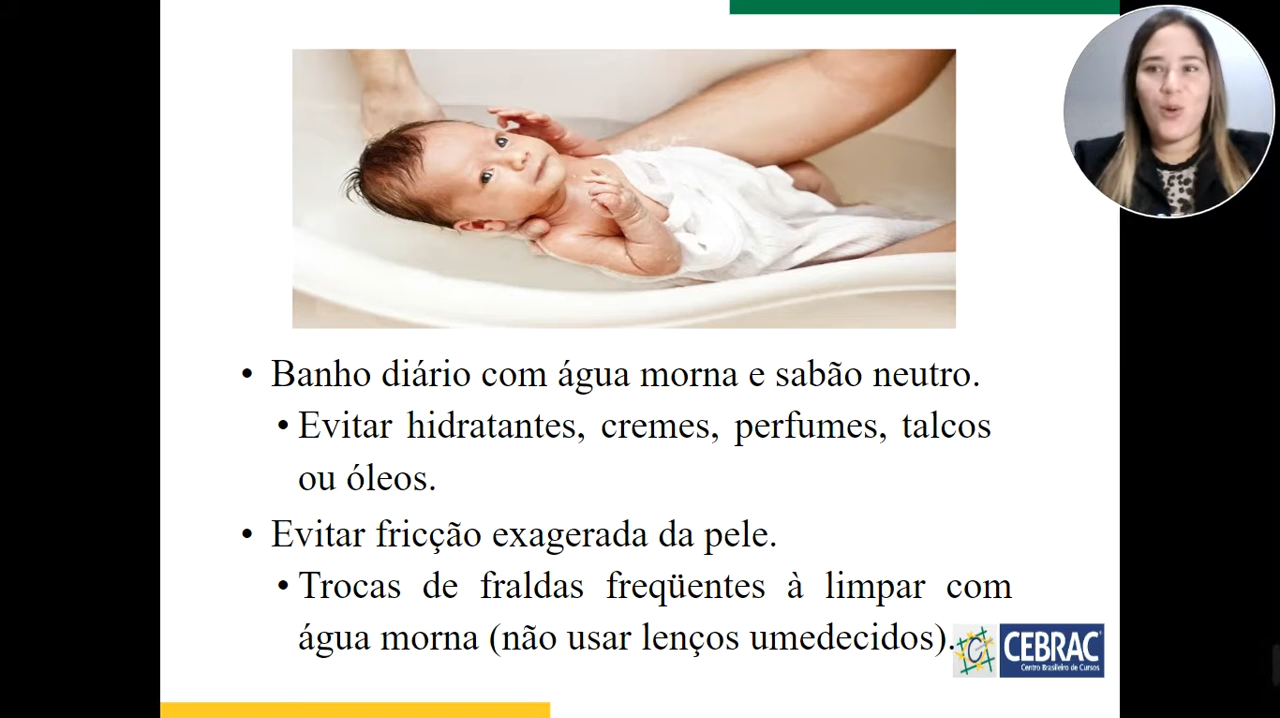 • Banho diário com água morna e sabão neutro.
• Evitar hidratantes, cremes, perfumes, talcos
ou óleos.
• Evitar fricção exagerada da pele.
• Trocas de fraldas freqüentes à limpar com
água morna (não usar lenços umedecidos).
CEBRAC
Centro Brasileiro de Cursos